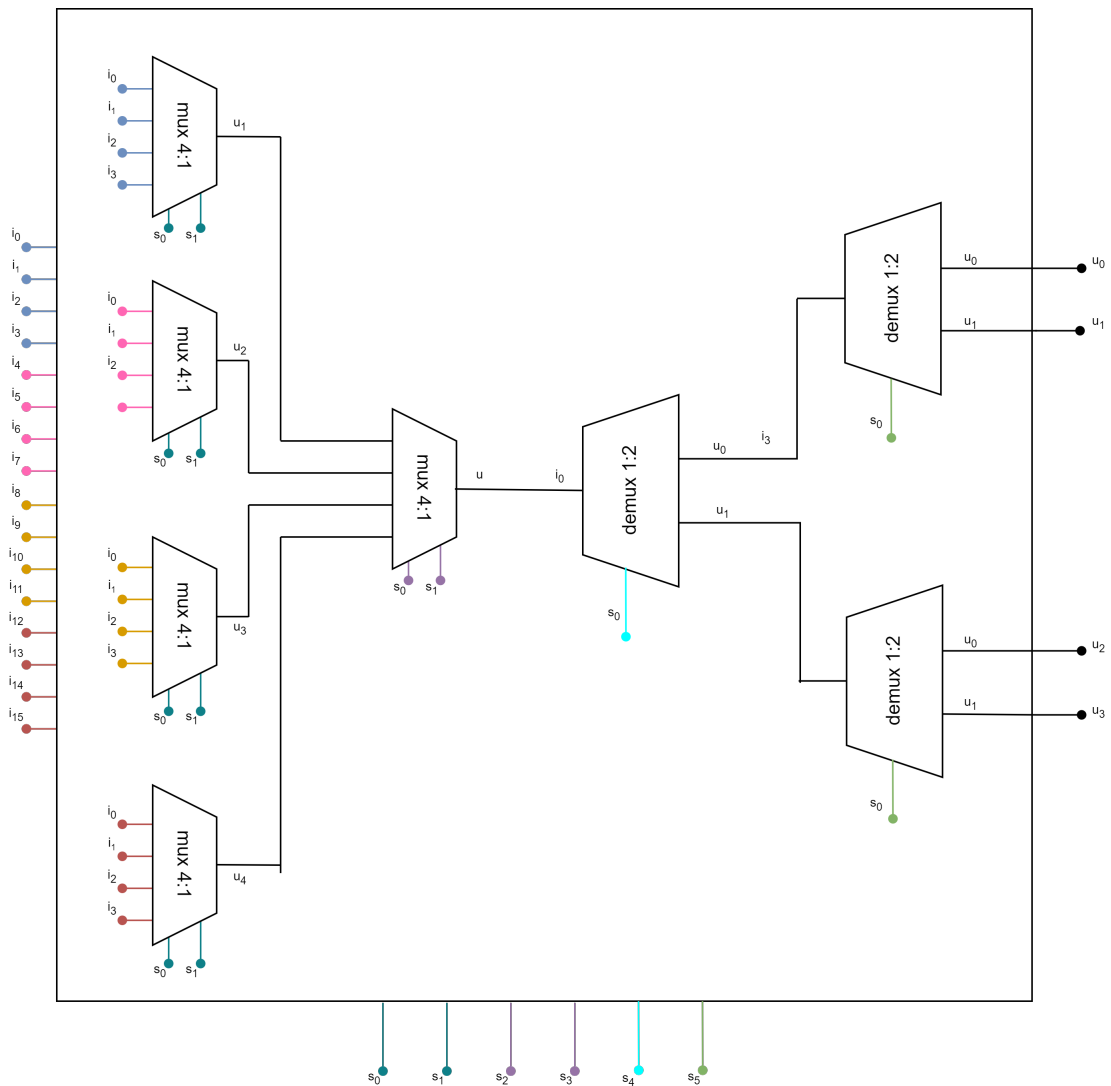 i0
i1
i2
i3
i4
i5
i6
i7
i8
i9
i10
i11
i12
i13
i14
i15
i0
i1
i2
i3
mux 4:1
s0
s1
u1
i0
i1
i2
mux 4:1
s0
s1
u2
i0
i1
i2
i3
mux 4:1
s0
s1
u3
i0
i1
i2
i3
mux 4:1
s0
s1
u4
mux 4:1
s0
s1
u
i0
demux 1:2
s0
u0
i3
u1
demux 1:2
s0
u0
u1
u0
u1
demux 1:2
s0
u0
u1
u2
u3
s0
s1
s2
s3
s4
s5